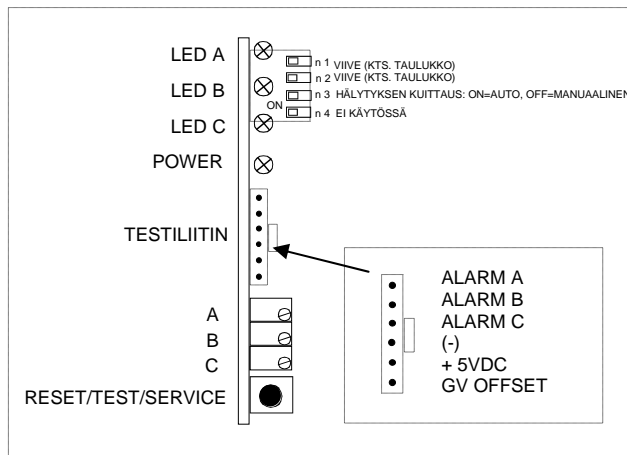 LED A
LED B
LED C
POWER
TESTILIITIN
A
B
C
RESET/TEST/SERVICE
n 1 VIIVE (KTS. TAULUKKO)
n 2 VIIVE (KTS. TAULUKKO)
n 3 HÄLYTYKSEN KUITTAUS: ON=AUTO, OFF=MANUAALINEN
ON
n 4 EI KÄYTÖSSÄ
ALARM A
ALARM B
ALARM C
(-)
+ 5VDC
GV OFFSET